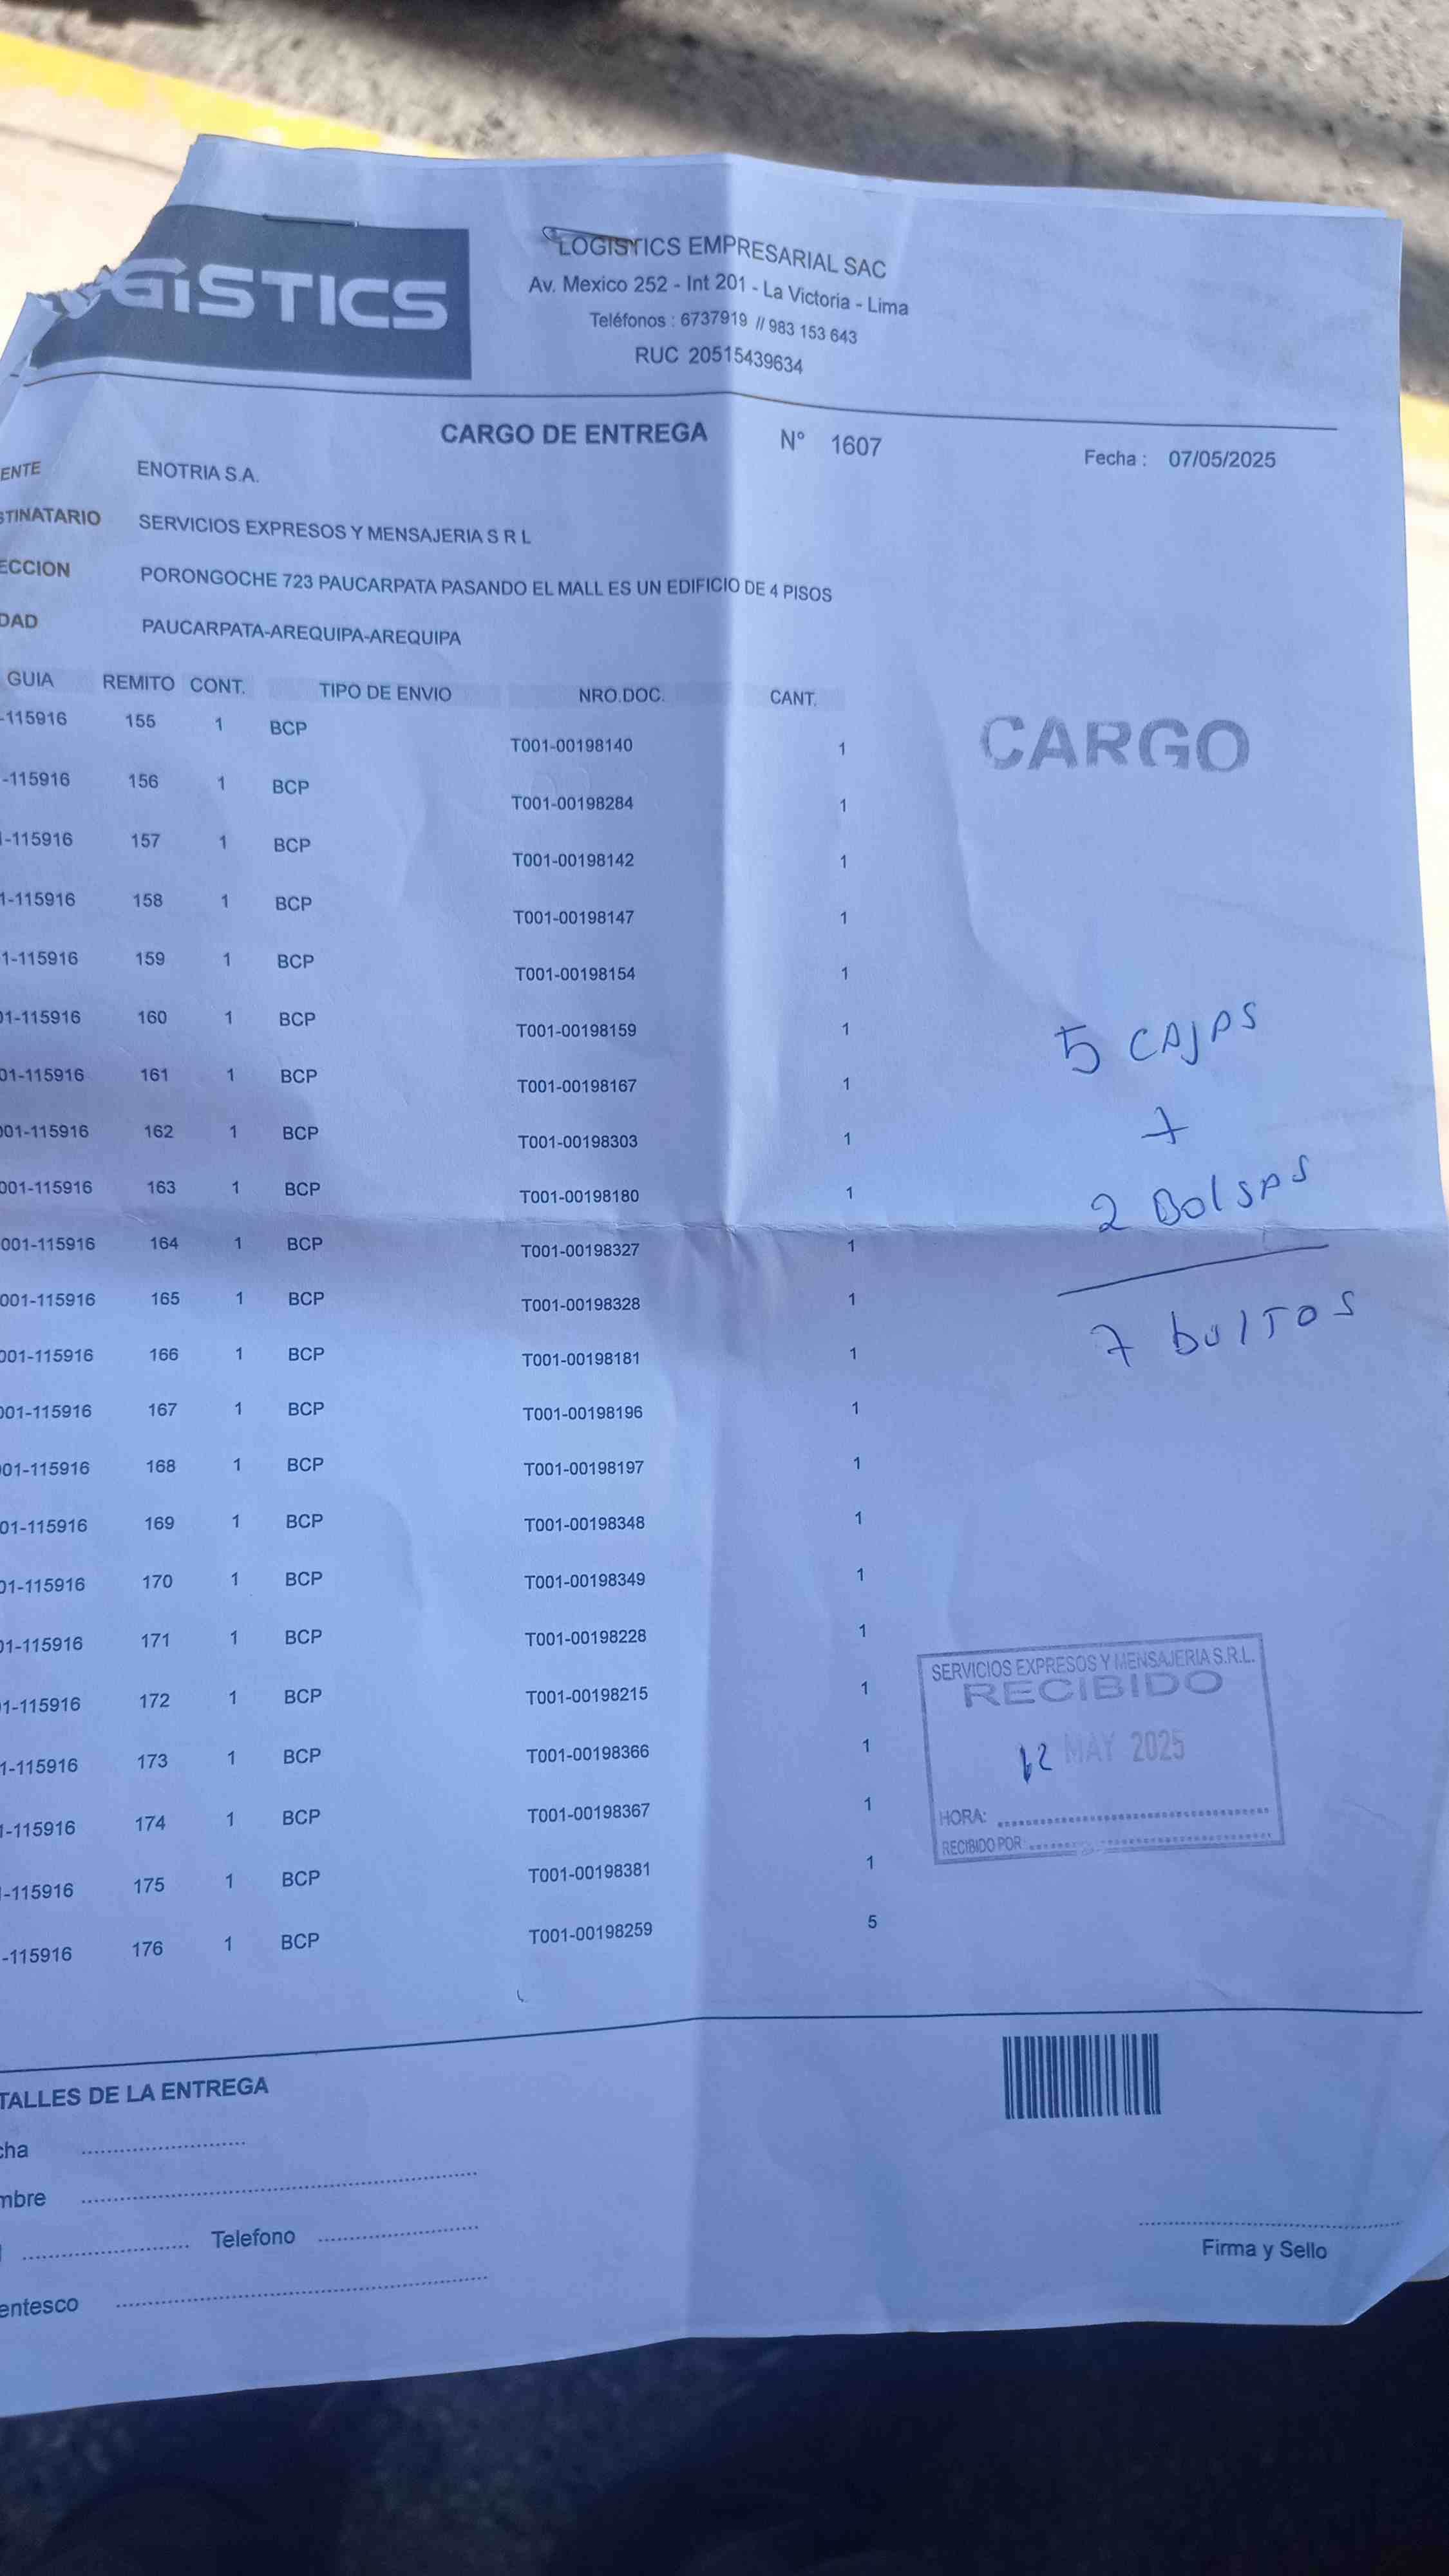 GiSTICS
LOGISTICS EMPRESARIAL SAC
Av. Mexico 252 - Int 201 - La Victoria - Lima
Teléfonos : 6737919 // 983 153 643
RUC 20515439634
CARGO DE ENTREGA N° 1607 Fecha : 07/05/2025
ENTE ENOTRIA S.A.
STINATARIO SERVICIOS EXPRESOS Y MENSAJERIA S R L
ECCION PORONGOCHE 723 PAUCARPATA PASANDO EL MALL ES UN EDIFICIO DE 4 PISOS
DAD PAUCARPATA-AREQUIPA-AREQUIPA
GUIA REMITO CONT. TIPO DE ENVIO NRO.DOC. CANT.
-115916 155 1 BCP T001-00198140 1
CARGO
-115916 156 1 BCP T001-00198284 1
1-115916 157 1 BCP T001-00198142 1
1-115916 158 1 BCP T001-00198147 1
1-115916 159 1 BCP T001-00198154 1
01-115916 160 1 BCP T001-00198159 1
01-115916 161 1 BCP T001-00198167 1
001-115916 162 1 BCP T001-00198303 1
001-115916 163 1 BCP T001-00198180 1
001-115916 164 1 BCP T001-00198327 1
001-115916 165 1 BCP T001-00198328 1
001-115916 166 1 BCP T001-00198181 1
001-115916 167 1 BCP T001-00198196 1
001-115916 168 1 BCP T001-00198197 1
01-115916 169 1 BCP T001-00198348 1
01-115916 170 1 BCP T001-00198349 1
01-115916 171 1 BCP T001-00198228 1
1-115916 172 1 BCP T001-00198215 1
1-115916 173 1 BCP T001-00198366 1
1-115916 174 1 BCP T001-00198367 1
1-115916 175 1 BCP T001-00198381 1
-115916 176 1 BCP T001-00198259 5
5 CAJAS
+
2 BolSAS
7 bulTOS
SERVICIOS EXPRESOS Y MENSAJERIA S.R.L.
RECIBIDO
12 MAY 2025
HORA:
RECIBIDO POR
TALLES DE LA ENTREGA
cha
mbre
Telefono
entesco
Firma y Sello